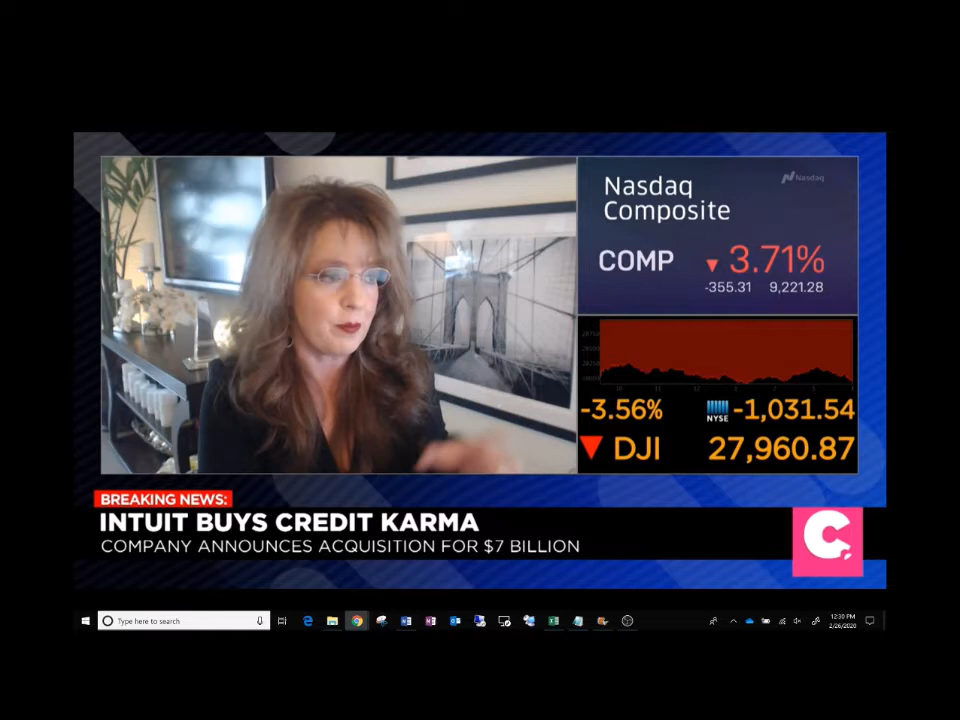 Nasdaq
Nasdaq
Composite
COMP ▼ 3.71%
-355.31 9,221.28
-3.56% NYSE -1,031.54
▼ DJI 27,960.87
BREAKING NEWS:
INTUIT BUYS CREDIT KARMA
COMPANY ANNOUNCES ACQUISITION FOR $7 BILLION
C
Type here to search
12:30 PM
2/26/2020